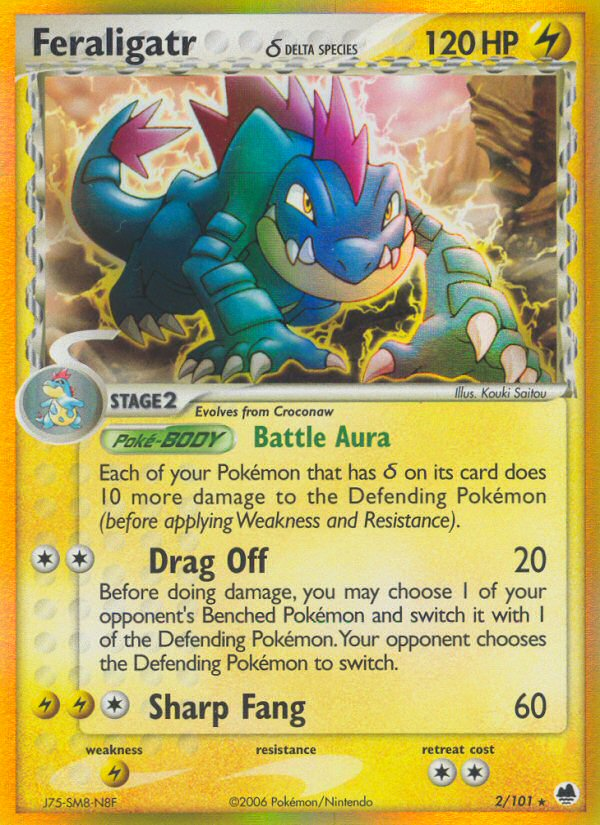 Feraligatr δ DELTA SPECIES 120 HP
Illus. Kouki Saitou
STAGE2
Evolves from Croconaw
Poké-BODY Battle Aura
Each of your Pokémon that has δ on its card does
10 more damage to the Defending Pokémon
(before applying Weakness and Resistance).
Drag Off 20
Before doing damage, you may choose 1 of your
opponent's Benched Pokémon and switch it with 1
of the Defending Pokémon. Your opponent chooses
the Defending Pokémon to switch.
Sharp Fang 60
weakness resistance retreat cost
J75-SM8-N8F ©2006 Pokémon/Nintendo 2/101 ★